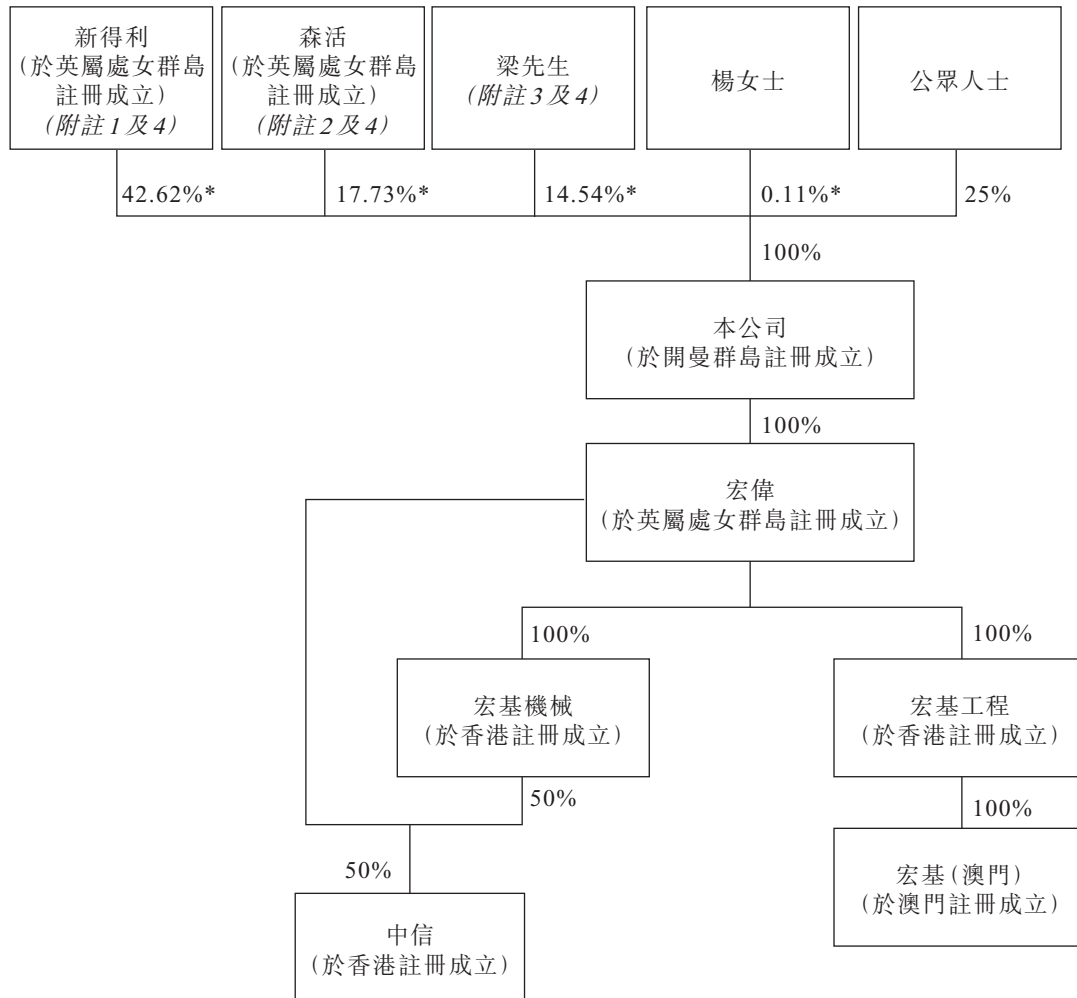 新得利
(於英屬處女群島
註冊成立)
(附註1及4)
森活
(於英屬處女群島
註冊成立)
(附註2及4)
梁先生
(附註3及4)
楊女士
公眾人士
42.62%*
17.73%*
14.54%*
0.11%*
25%
100%
本公司
(於開曼群島註冊成立)
100%
宏偉
(於英屬處女群島註冊成立)
100%
100%
宏基機械
(於香港註冊成立)
宏基工程
(於香港註冊成立)
50%
100%
50%
宏基(澳門)
(於澳門註冊成立)
中信
(於香港註冊成立)